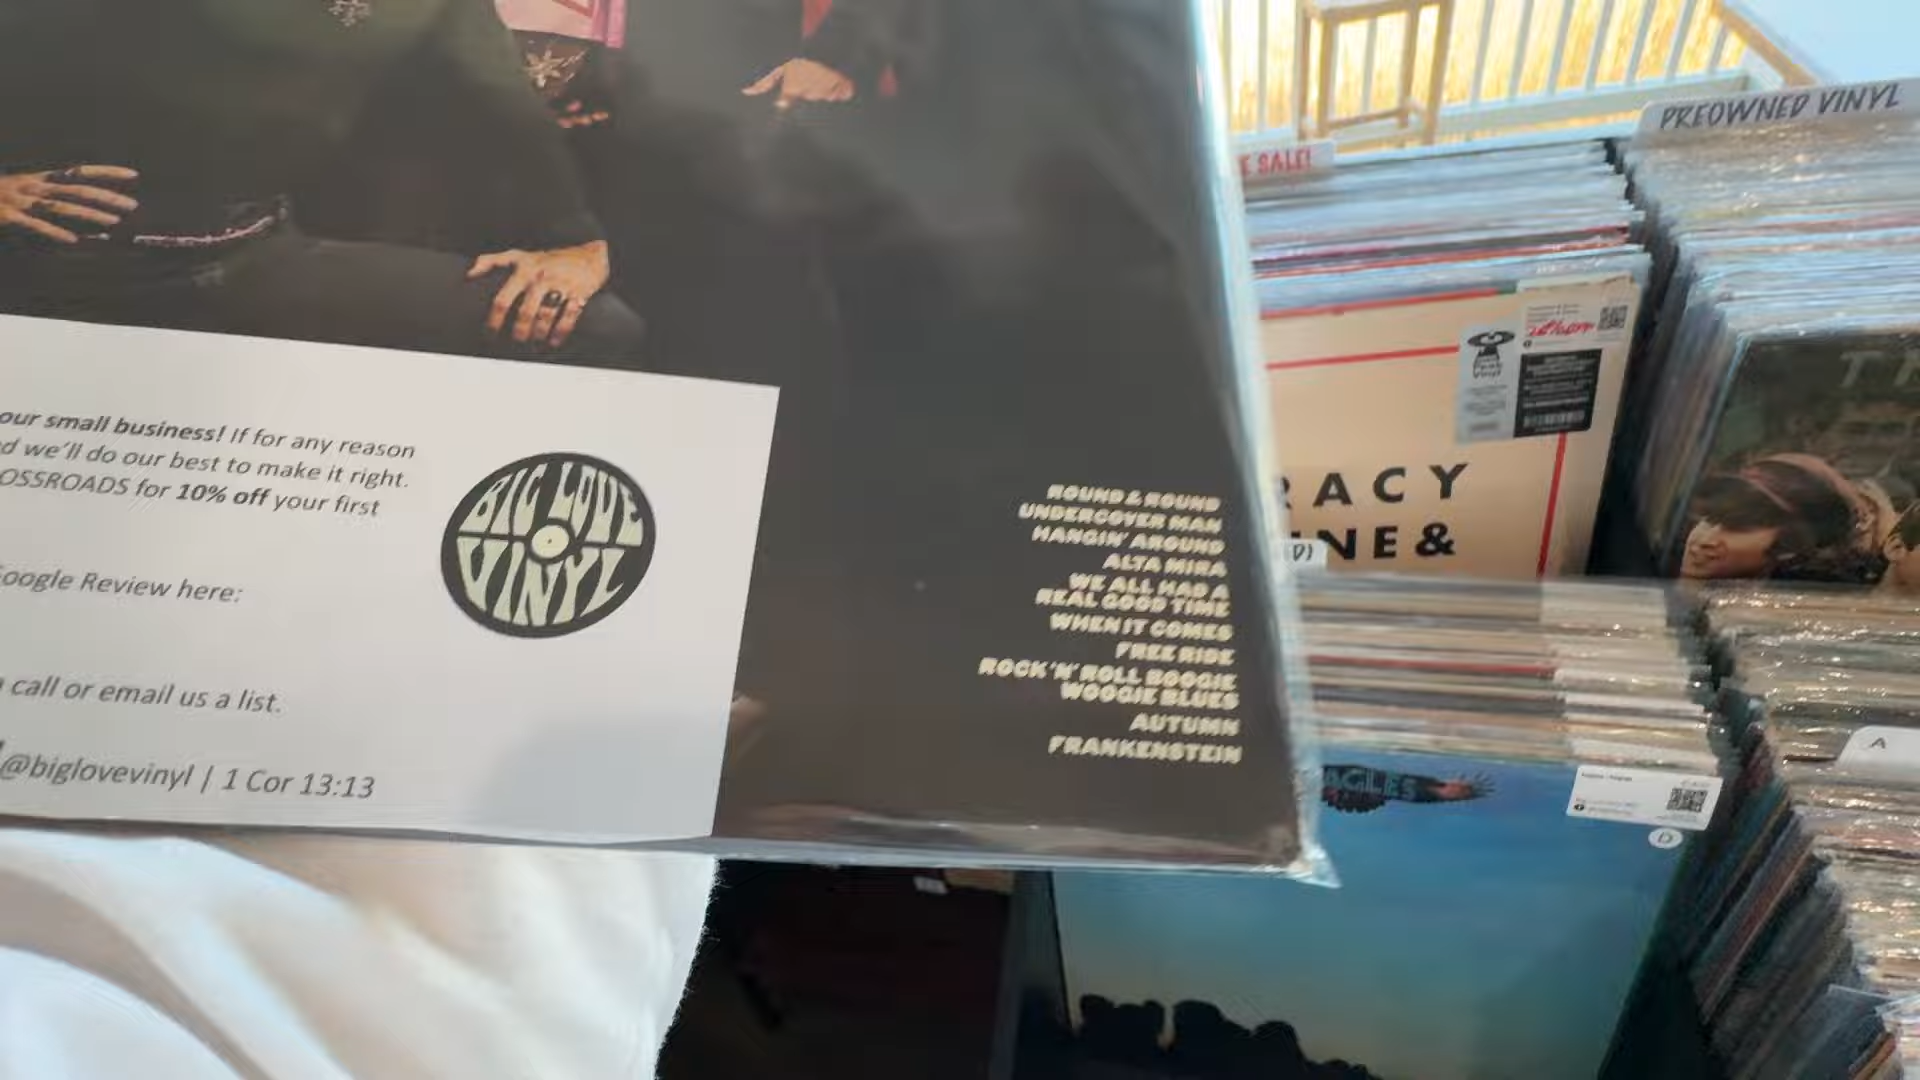 our small business! If for any reason
d we'll do our best to make it right.
OSSROADS for 10% off your first
oogle Review here:
call or email us a list.
@biglovevinyl | 1 Cor 13:13
BIG LOVE
VINYL
ROUND & ROUND
UNDERCOVER MAN
HANGIN' AROUND
ALTA MIRA
WE ALL HAD A
REAL GOOD TIME
WHEN IT COMES
FREE RIDE
ROCK 'N' ROLL BOOGIE
WOOGIE BLUES
AUTUMN
FRANKENSTEIN
E SALE!
PREOWNED VINYL
RACY
NE &
D)
AGLES
D
A